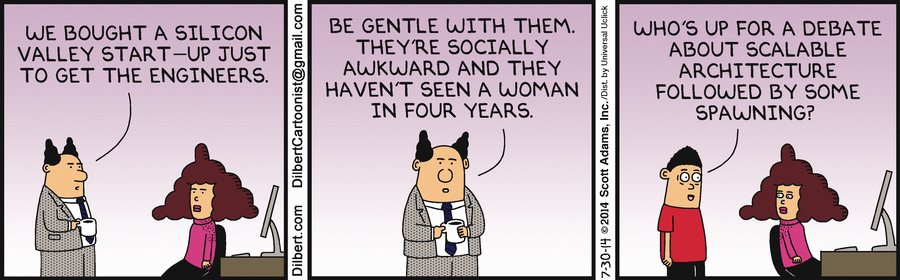 WE BOUGHT A SILICON
VALLEY START–UP JUST
TO GET THE ENGINEERS.
Dilbert.com DilbertCartoonist@gmail.com
BE GENTLE WITH THEM.
THEY'RE SOCIALLY
AWKWARD AND THEY
HAVEN'T SEEN A WOMAN
IN FOUR YEARS.
7-30-14 © 2014 Scott Adams, Inc. /Dist. by Universal Uclick
WHO'S UP FOR A DEBATE
ABOUT SCALABLE
ARCHITECTURE
FOLLOWED BY SOME
SPAWNING?